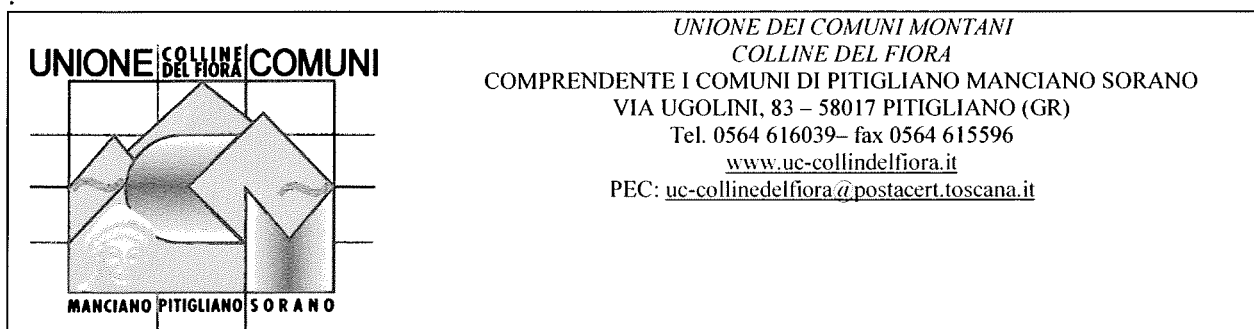 UNIONE COLLINE DEL FIORA COMUNI
MANCIANO PITIGLIANO SORANO
UNIONE DEI COMUNI MONTANI
COLLINE DEL FIORA
COMPRENDENTE I COMUNI DI PITIGLIANO MANCIANO SORANO
VIA UGOLINI, 83 – 58017 PITIGLIANO (GR)
Tel. 0564 616039– fax 0564 615596
www.uc-collindelfiora.it
PEC: uc-collinedelfiora@postacert.toscana.it